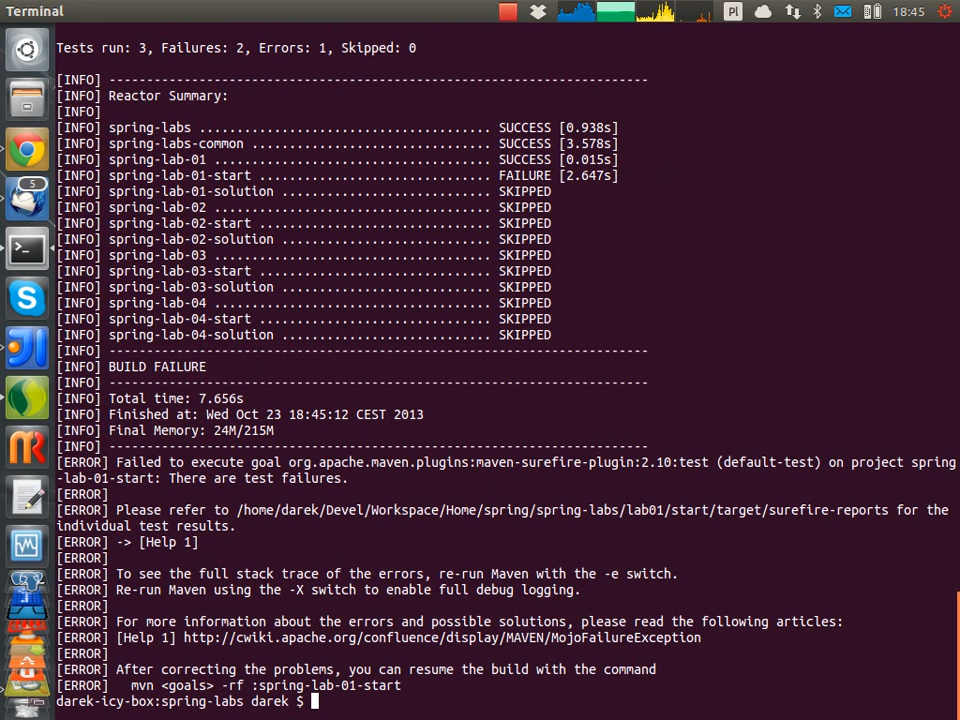 Terminal
Pl
18:45
Tests run: 3, Failures: 2, Errors: 1, Skipped: 0
[INFO] ------------------------------------------------------------------------
[INFO] Reactor Summary:
[INFO]
[INFO] spring-labs ....................................... SUCCESS [0.938s]
[INFO] spring-labs-common ................................ SUCCESS [3.578s]
[INFO] spring-lab-01 ..................................... SUCCESS [0.015s]
[INFO] spring-lab-01-start ............................... FAILURE [2.647s]
[INFO] spring-lab-01-solution ............................ SKIPPED
[INFO] spring-lab-02 ..................................... SKIPPED
[INFO] spring-lab-02-start ............................... SKIPPED
[INFO] spring-lab-02-solution ............................ SKIPPED
[INFO] spring-lab-03 ..................................... SKIPPED
[INFO] spring-lab-03-start ............................... SKIPPED
[INFO] spring-lab-03-solution ............................ SKIPPED
[INFO] spring-lab-04 ..................................... SKIPPED
[INFO] spring-lab-04-start ............................... SKIPPED
[INFO] spring-lab-04-solution ............................ SKIPPED
[INFO] ------------------------------------------------------------------------
[INFO] BUILD FAILURE
[INFO] ------------------------------------------------------------------------
[INFO] Total time: 7.656s
[INFO] Finished at: Wed Oct 23 18:45:12 CEST 2013
[INFO] Final Memory: 24M/215M
[INFO] ------------------------------------------------------------------------
[ERROR] Failed to execute goal org.apache.maven.plugins:maven-surefire-plugin:2.10:test (default-test) on project spring
-lab-01-start: There are test failures.
[ERROR]
[ERROR] Please refer to /home/darek/Devel/Workspace/Home/spring/spring-labs/lab01/start/target/surefire-reports for the
individual test results.
[ERROR] -> [Help 1]
[ERROR]
[ERROR] To see the full stack trace of the errors, re-run Maven with the -e switch.
[ERROR] Re-run Maven using the -X switch to enable full debug logging.
[ERROR]
[ERROR] For more information about the errors and possible solutions, please read the following articles:
[ERROR] [Help 1] http://cwiki.apache.org/confluence/display/MAVEN/MojoFailureException
[ERROR]
[ERROR] After correcting the problems, you can resume the build with the command
[ERROR]   mvn <goals> -rf :spring-lab-01-start
darek-icy-box:spring-labs darek $
5